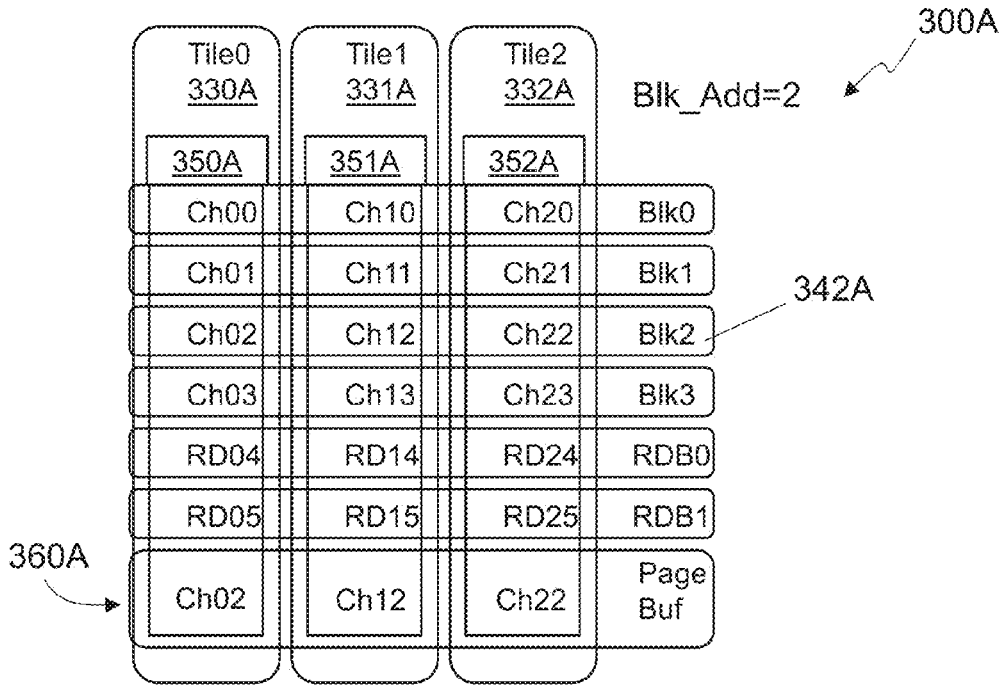 300A
Tile0 Tile1 Tile2
330A 331A 332A Blk_Add=2
350A 351A 352A
Ch00 Ch10 Ch20 Blk0
Ch01 Ch11 Ch21 Blk1
342A
Ch02 Ch12 Ch22 Blk2
Ch03 Ch13 Ch23 Blk3
RD04 RD14 RD24 RDB0
RD05 RD15 RD25 RDB1
360A
Page
Ch02 Ch12 Ch22 Buf